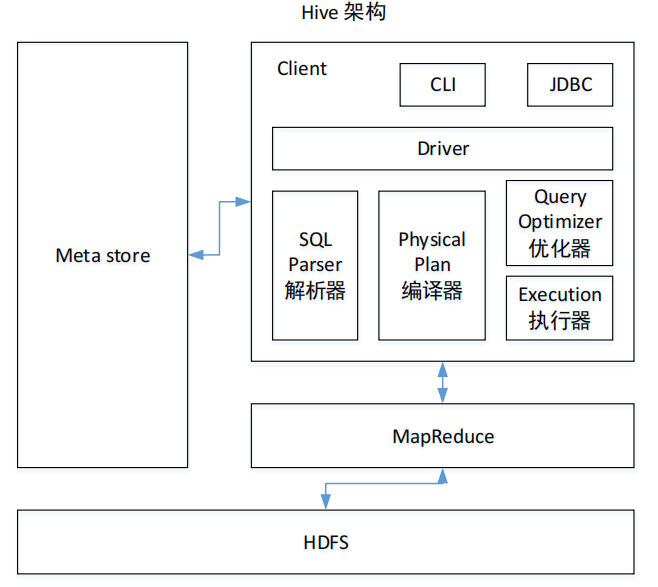 Hive 架构
Client
CLI
JDBC
Driver
Meta store
SQL
Parser
解析器
Physical
Plan
编译器
Query
Optimizer
优化器
Execution
执行器
MapReduce
HDFS